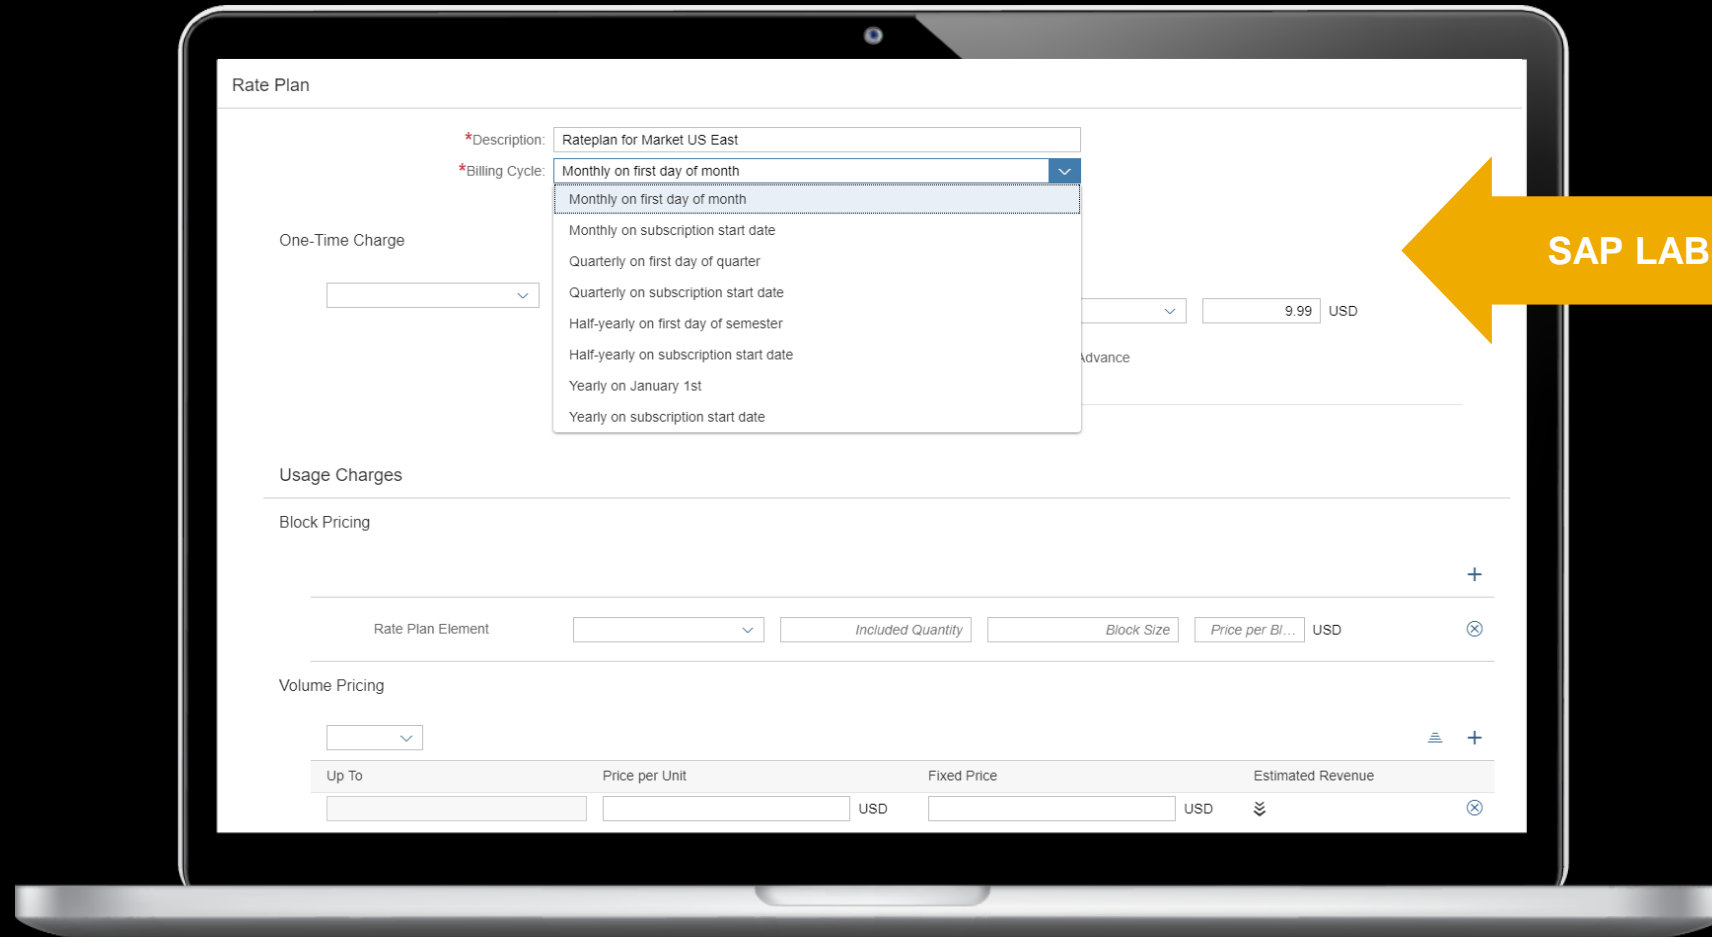 Rate Plan
*Description: Rateplan for Market US East
*Billing Cycle: Monthly on first day of month
Monthly on first day of month
Monthly on subscription start date
Quarterly on first day of quarter
Quarterly on subscription start date
Half-yearly on first day of semester
Half-yearly on subscription start date
Yearly on January 1st
Yearly on subscription start date
One-Time Charge
9.99 USD
Advance
SAP LAB
Usage Charges
Block Pricing
Rate Plan Element Included Quantity Block Size Price per Bl... USD
Volume Pricing
Up To Price per Unit Fixed Price Estimated Revenue
USD USD